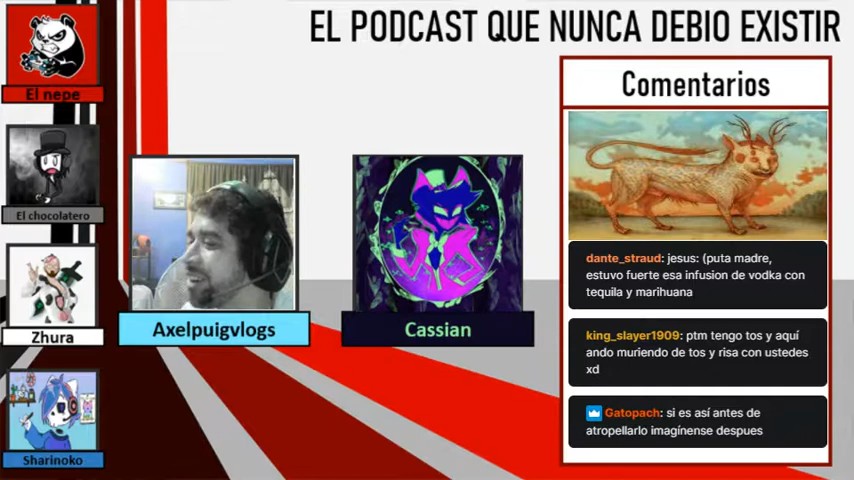 EL PODCAST QUE NUNCA DEBIO EXISTIR
El nepe
El chocolatero
Zhura
Sharinoko
Axelpuigvlogs
Cassian
Comentarios
dante_straud: jesus: (puta madre,
estuvo fuerte esa infusion de vodka con
tequila y marihuana
king_slayer1909: ptm tengo tos y aquí
ando muriendo de tos y risa con ustedes
xd
Gatopach: si es así antes de
atropellarlo imagínense despues